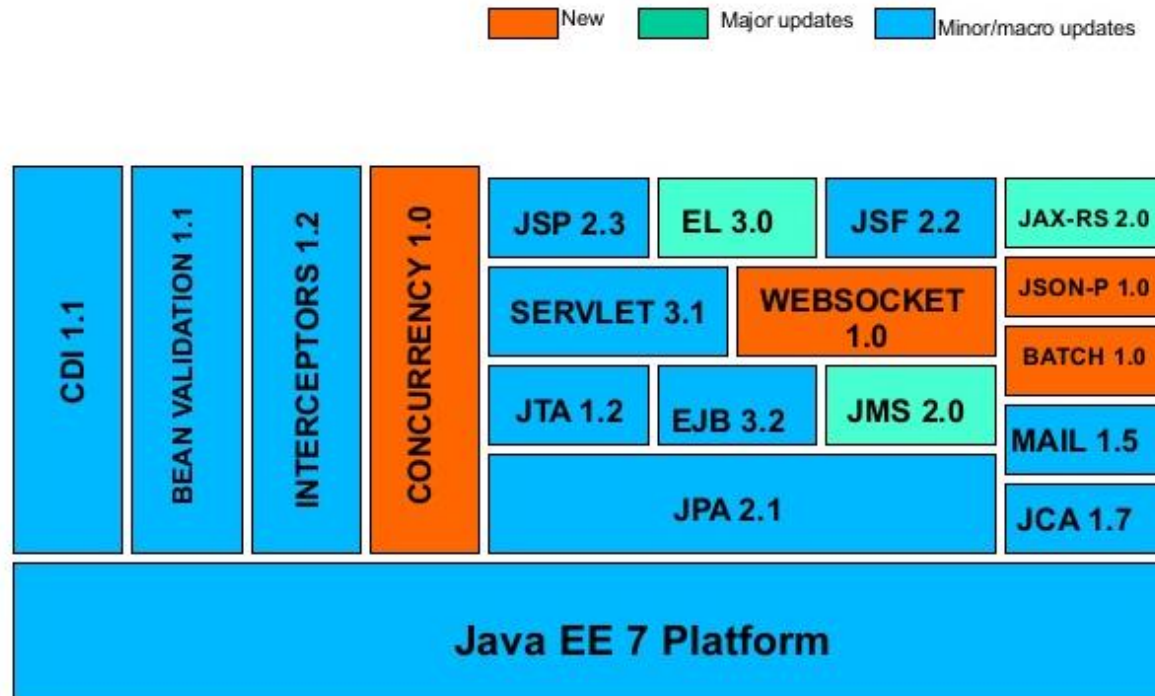 New
Major updates
Minor/macro updates
CDI 1.1
BEAN VALIDATION 1.1
INTERCEPTORS 1.2
CONCURRENCY 1.0
JSP 2.3
EL 3.0
JSF 2.2
JAX-RS 2.0
SERVLET 3.1
WEBSOCKET
1.0
JSON-P 1.0
BATCH 1.0
JTA 1.2
EJB 3.2
JMS 2.0
MAIL 1.5
JPA 2.1
JCA 1.7
Java EE 7 Platform